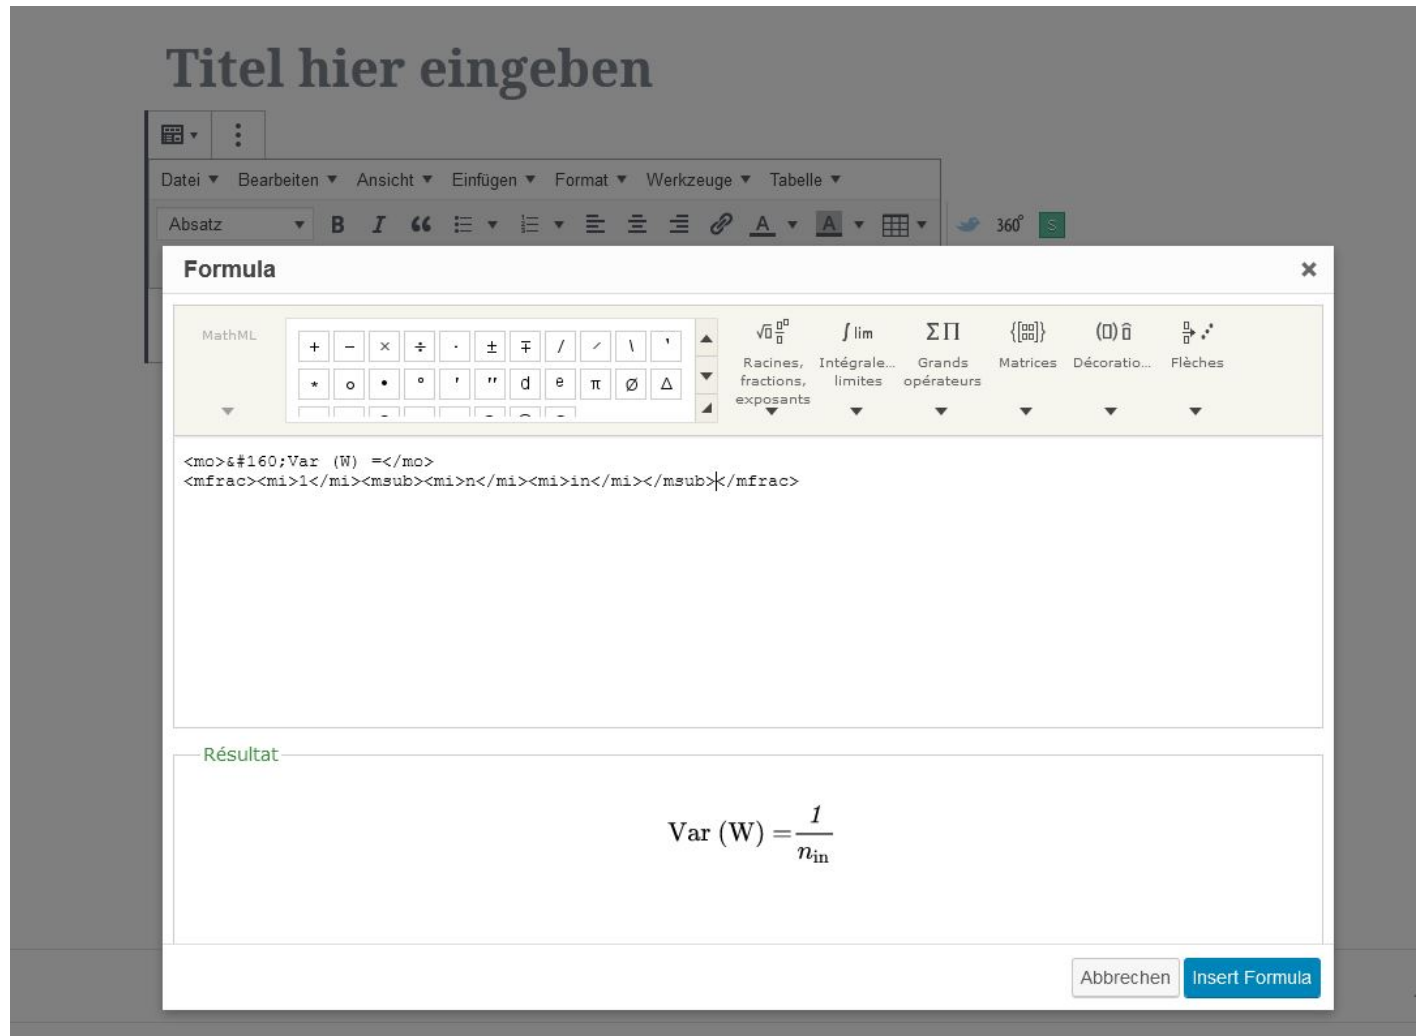 Titel hier eingeben
Datei Bearbeiten Ansicht Einfügen Format Werkzeuge Tabelle
Absatz B I A A 360° S
Formula ×
MathML
+ − × ÷ · ± ∓ / ∕ \ '
* ∘ • ° ′ ″ d e π Ø Δ
√ lim Σ Π
Racines, fractions, exposants
Intégrale... limites
Grands opérateurs
Matrices
Décoratio...
Flèches
<mo>&#160;Var (W) =</mo>
<mfrac><mi>1</mi><msub><mi>n</mi><mi>in</mi></msub></mfrac>
Résultat
Var (W) = 1/n_in
Abbrechen Insert Formula